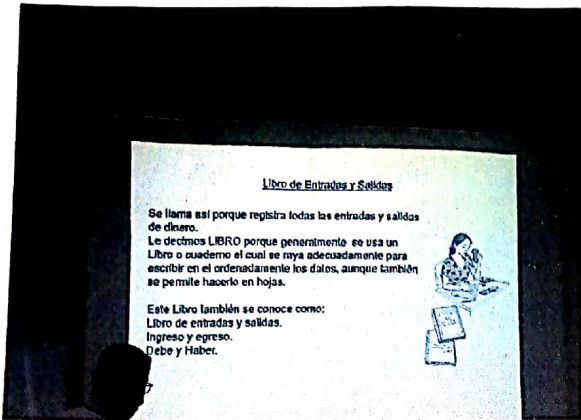 Libro de Entradas y Salidas
Se llama así porque registra todas las entradas y salidas
de dinero.
Le decimos LIBRO porque generalmente se usa un
Libro o cuaderno el cual se raya adecuadamente para
escribir en el ordenadamente los datos, aunque también
se permite hacerlo en hojas.
Este Libro también se conoce como:
Libro de entradas y salidas.
Ingreso y egreso.
Debe y Haber.